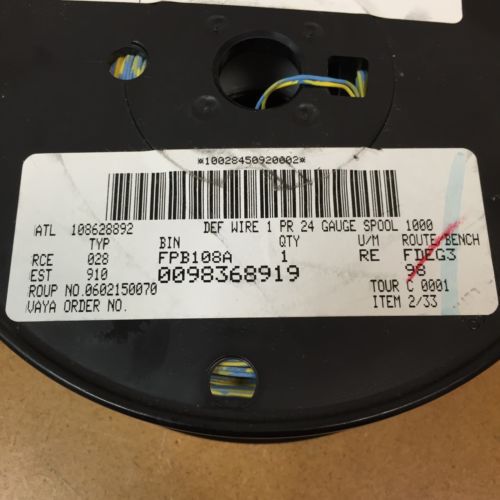 *10028450920002*
ATL 108628892 DEF WIRE 1 PR 24 GAUGE SPOOL 1000
TYP BIN QTY U/M ROUTE BENCH
RCE 028 FPB108A 1 RE FDEG3
EST 910 0098368919 98
ROUP NO.0602150070 TOUR C 0001
VAYA ORDER NO. ITEM 2/33